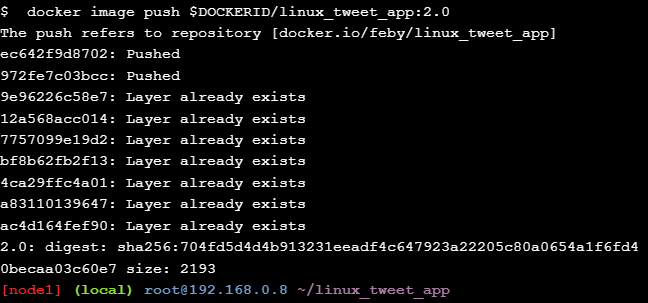 $  docker image push $DOCKERID/linux_tweet_app:2.0
The push refers to repository [docker.io/feby/linux_tweet_app]
ec642f9d8702: Pushed
972fe7c03bcc: Pushed
9e96226c58e7: Layer already exists
12a568acc014: Layer already exists
7757099e19d2: Layer already exists
bf8b62fb2f13: Layer already exists
4ca29ffc4a01: Layer already exists
a83110139647: Layer already exists
ac4d164fef90: Layer already exists
2.0: digest: sha256:704fd5d4d4b913231eeadf4c647923a22205c80a0654a1f6fd4
0becaa03c60e7 size: 2193
[node1] (local) root@192.168.0.8 ~/linux_tweet_app